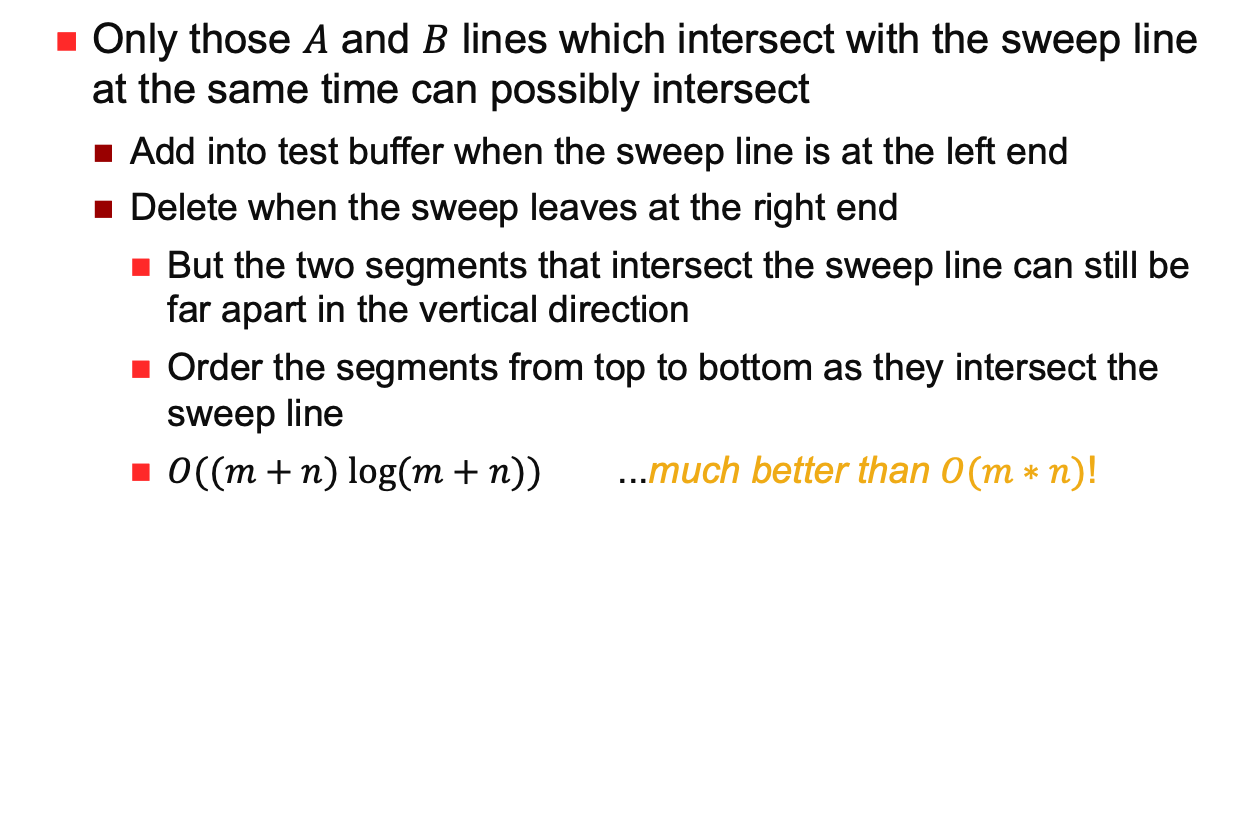 Only those A and B lines which intersect with the sweep line
at the same time can possibly intersect
Add into test buffer when the sweep line is at the left end
Delete when the sweep leaves at the right end
But the two segments that intersect the sweep line can still be
far apart in the vertical direction
Order the segments from top to bottom as they intersect the
sweep line
O((m + n) log(m + n)) ...much better than O(m * n)!